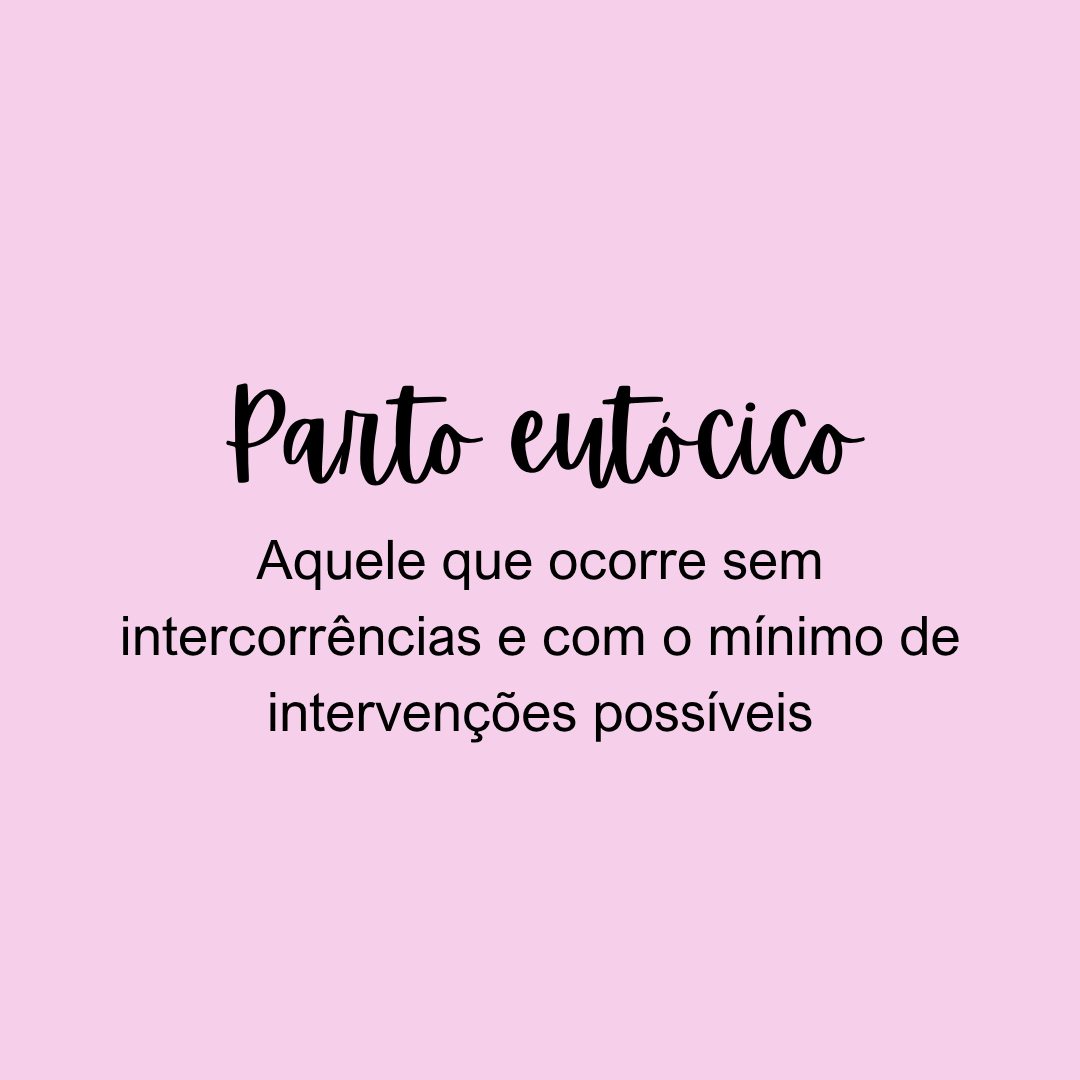 Parto eutócico
Aquele que ocorre sem
intercorrências e com o mínimo de
intervenções possíveis